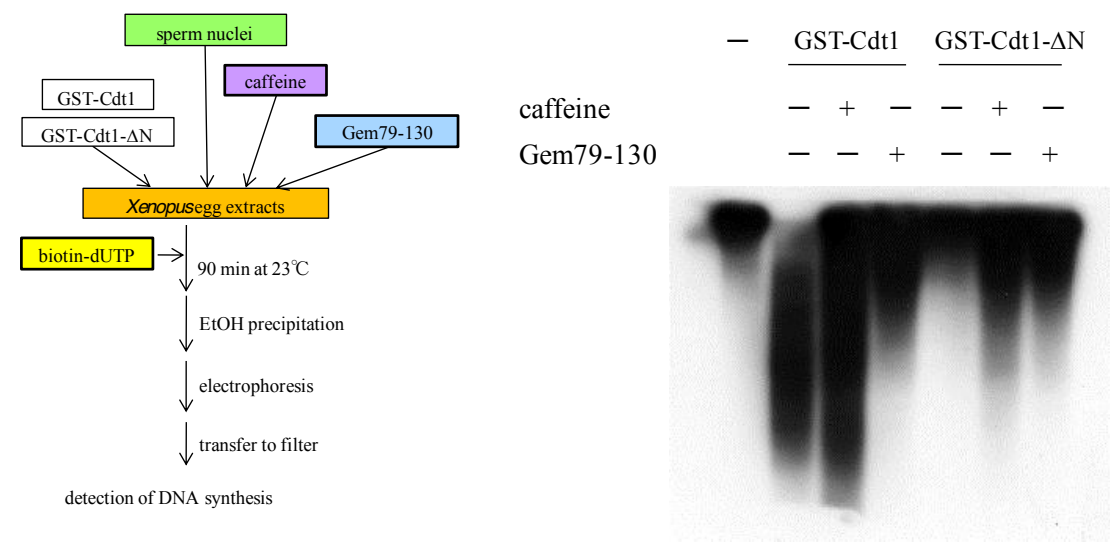 sperm nuclei
caffeine
GST-Cdt1
GST-Cdt1-ΔN
Gem79-130
Xenopus egg extracts
biotin-dUTP
90 min at 23℃
EtOH precipitation
electrophoresis
transfer to filter
detection of DNA synthesis
— GST-Cdt1 GST-Cdt1-ΔN
caffeine — + — — + —
Gem79-130 — — + — — +